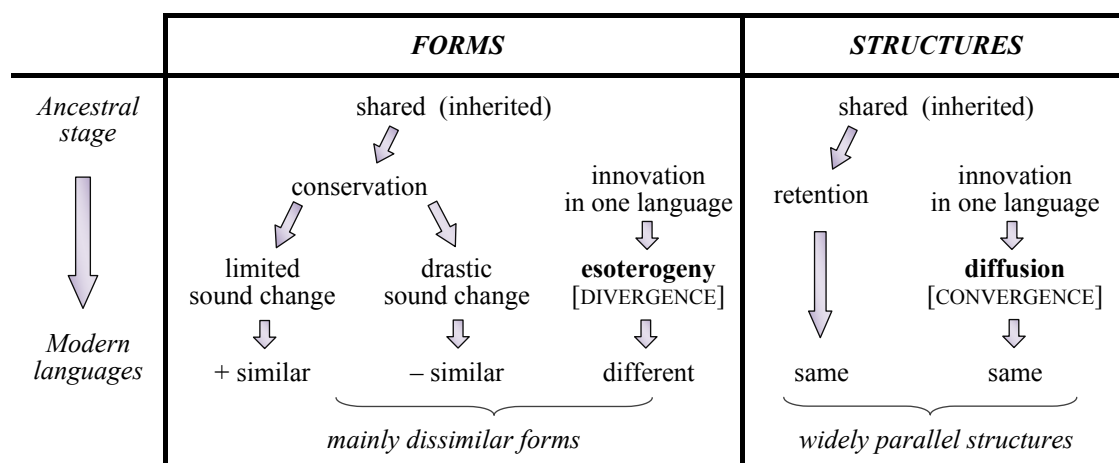 FORMS
STRUCTURES
Ancestral
stage
shared (inherited)
shared (inherited)
conservation
innovation
in one language
retention
innovation
in one language
limited
sound change
drastic
sound change
esoterogeny
[DIVERGENCE]
diffusion
[CONVERGENCE]
Modern
languages
+ similar
– similar
different
same
same
mainly dissimilar forms
widely parallel structures